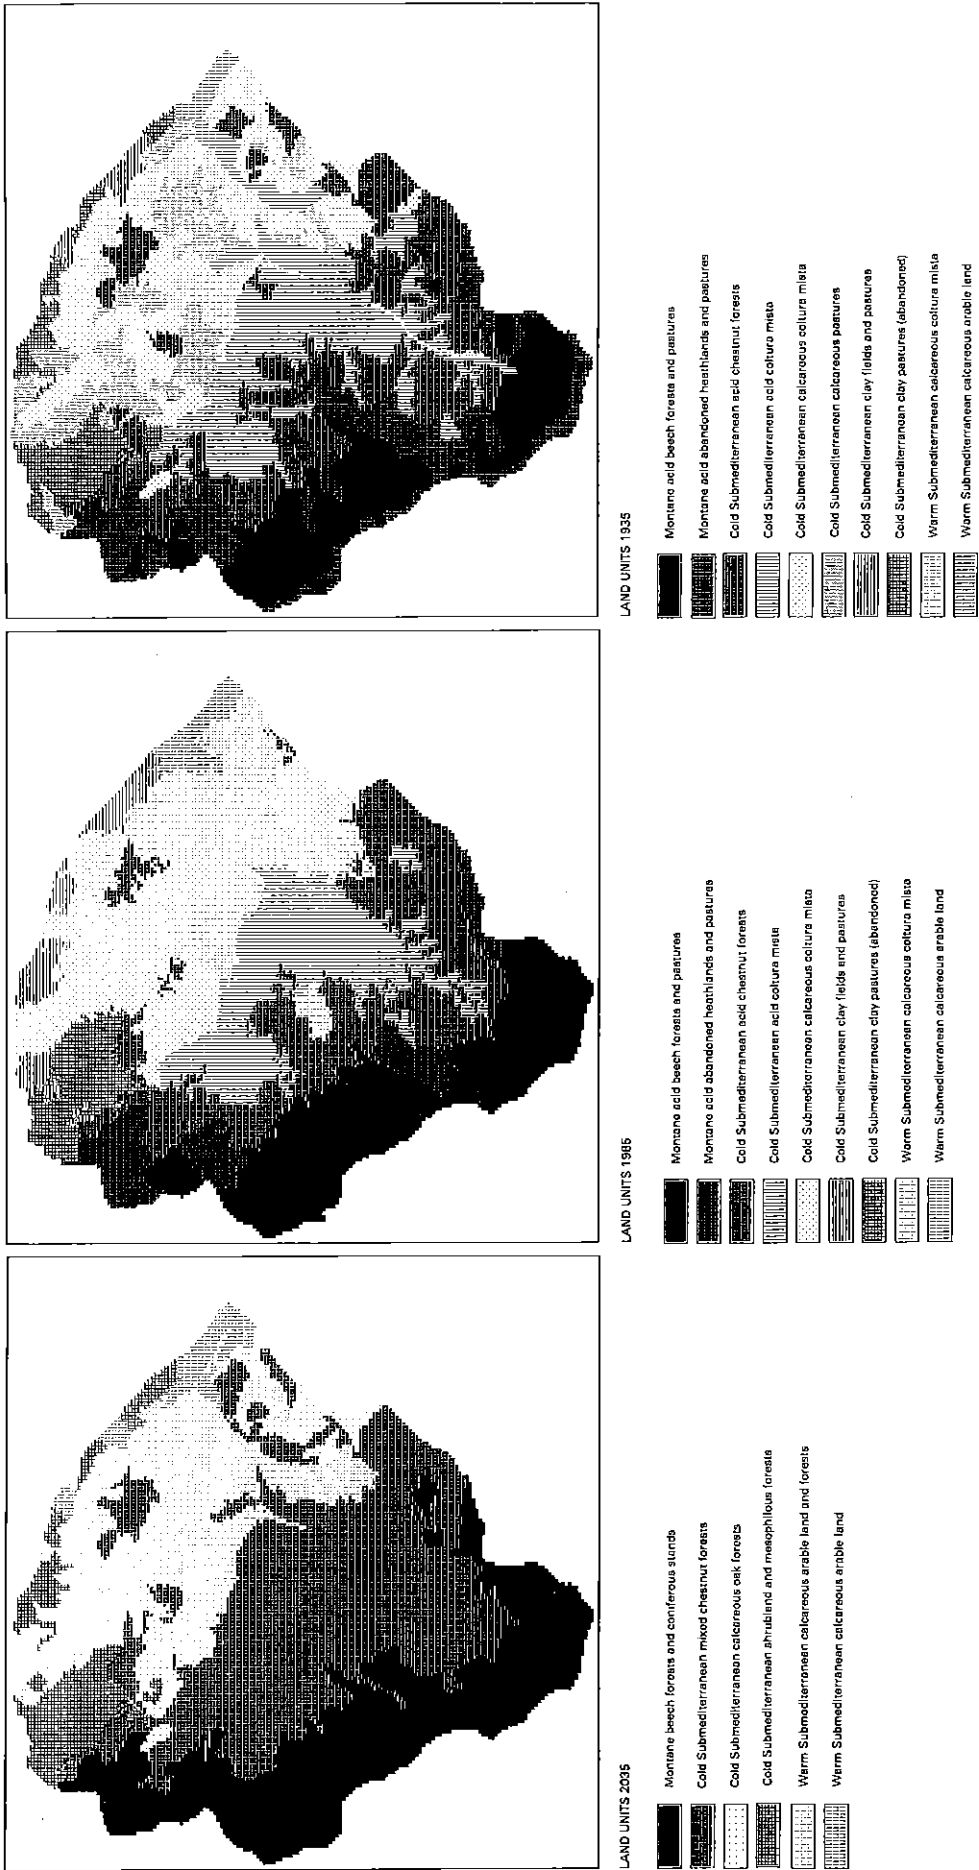 LAND UNITS 1935
Montane acid beech forests and pastures
Montane acid abandoned heathlands and pastures
Cold Submediterranean acid chestnut forests
Cold Submediterranean acid coltura mista
Cold Submediterranean calcareous coltura mista
Cold Submediterranean calcareous pastures
Cold Submediterranean clay fields and pastures
Cold Submediterranean clay pastures (abandoned)
Warm Submediterranean calcareous coltura mista
Warm Submediterranean calcareous arable land
LAND UNITS 1985
Montane acid beech forests and pastures
Montane acid abandoned heathlands and pastures
Cold Submediterranean acid chestnut forests
Cold Submediterranean acid coltura mista
Cold Submediterranean calcareous coltura mista
Cold Submediterranean clay fields and pastures
Cold Submediterranean clay pastures (abandoned)
Warm Submediterranean calcareous coltura mista
Warm Submediterranean calcareous arable land
LAND UNITS 2035
Montane beech forests and coniferous stands
Cold Submediterranean mixed chestnut forests
Cold Submediterranean calcareous oak forests
Cold Submediterranean shrubland and mesophilous forests
Warm Submediterranean calcareous arable land and forests
Warm Submediterranean calcareous arable land